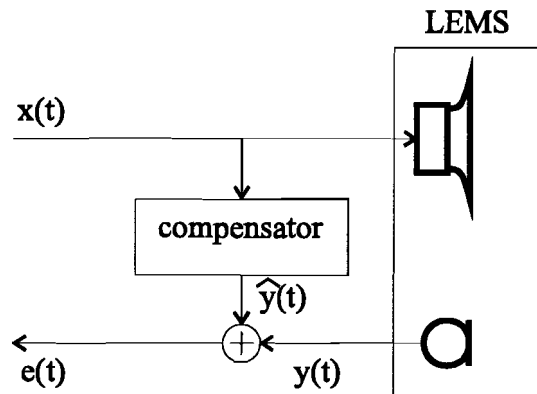 LEMS
x(t)
compensator
ŷ(t)
+
e(t)
y(t)